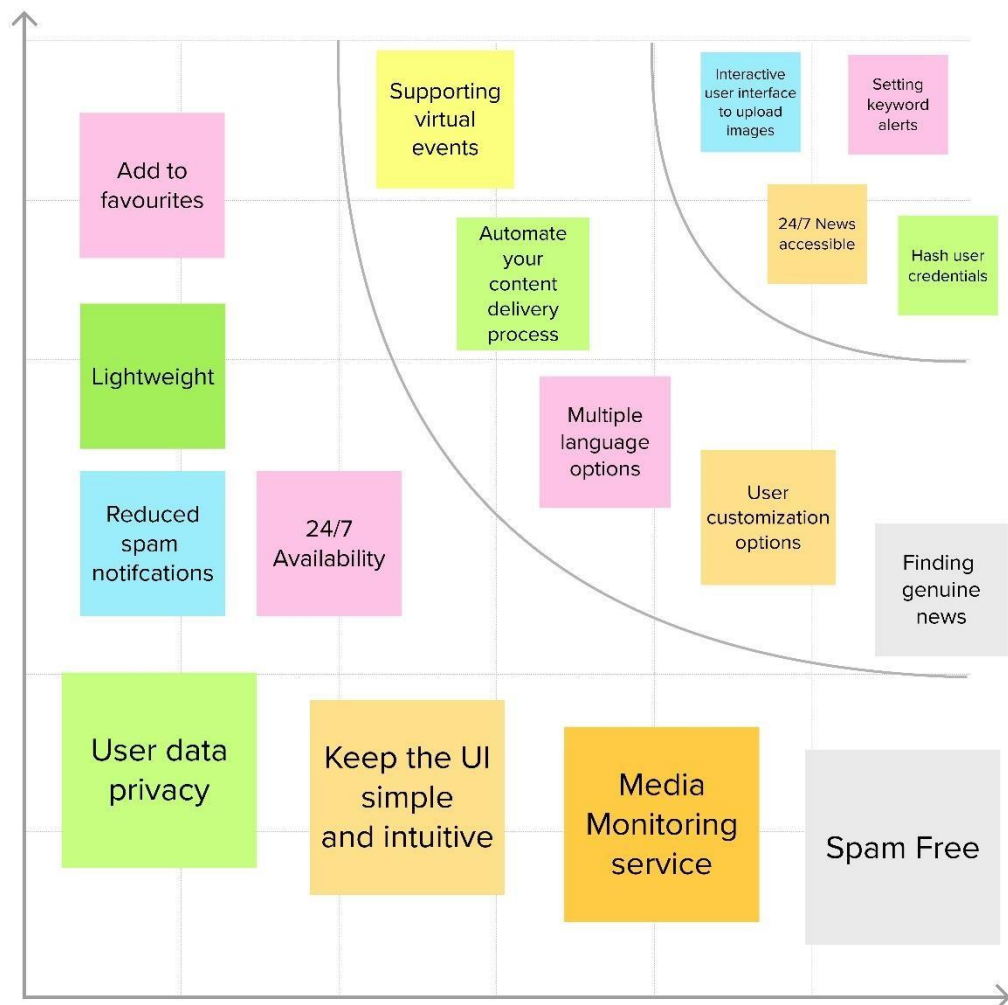 Supporting
virtual
events
Interactive
user interface
to upload
images
Setting
keyword
alerts
Add to
favourites
24/7 News
accessible
Hash user
credentials
Automate
your
content
delivery
process
Lightweight
Multiple
language
options
User
customization
options
Reduced
spam
notifcations
24/7
Availability
Finding
genuine
news
User data
privacy
Keep the UI
simple
and intuitive
Media
Monitoring
service
Spam Free